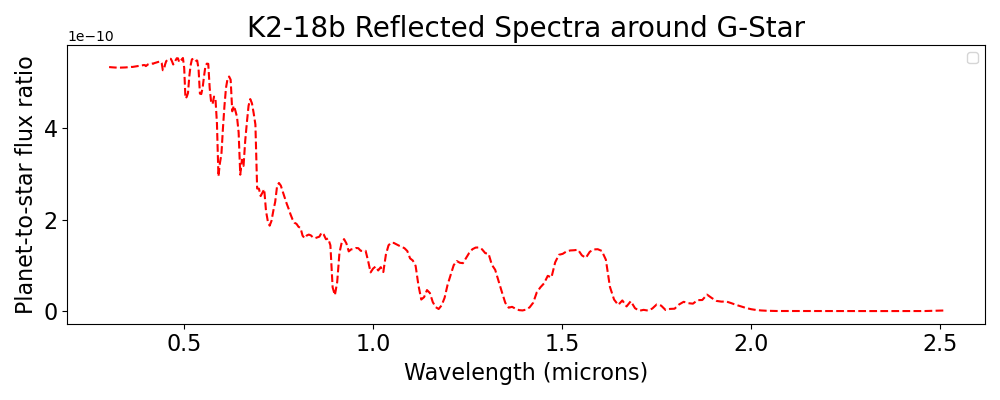 K2-18b Reflected Spectra around G-Star
1e−10
Planet-to-star flux ratio
4
2
0
0.5 1.0 1.5 2.0 2.5
Wavelength (microns)